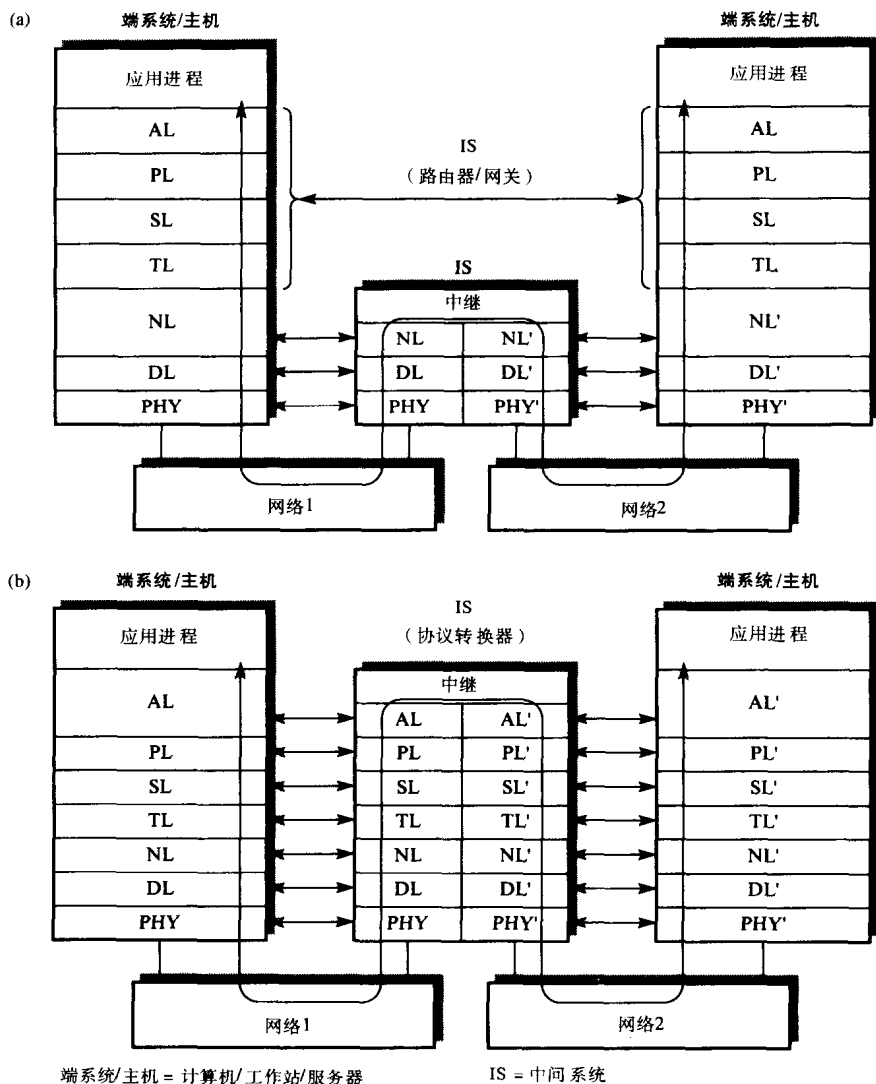 (a)
端系统/主机
端系统/主机
应用进程
AL
PL
SL
TL
NL
DL
PHY
IS
(路由器/网关)
IS
中继
NL NL'
DL DL'
PHY PHY'
应用进程
AL
PL
SL
TL
NL'
DL'
PHY'
网络1
网络2
(b)
端系统/主机
端系统/主机
应用进程
AL
PL
SL
TL
NL
DL
PHY
IS
(协议转换器)
中继
AL AL'
PL PL'
SL SL'
TL TL'
NL NL'
DL DL'
PHY PHY'
应用进程
AL'
PL'
SL'
TL'
NL'
DL'
PHY'
网络1
网络2
端系统/主机 = 计算机/工作站/服务器
IS = 中间系统